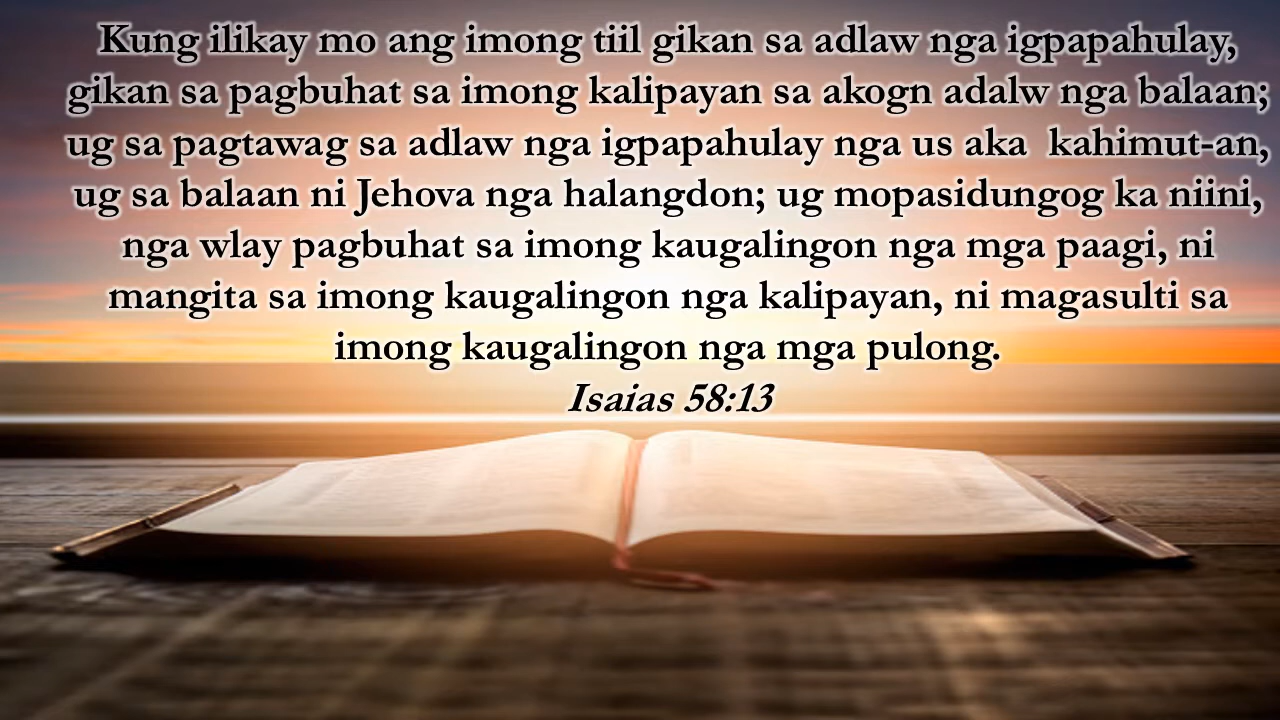 Kung ilikay mo ang imong tiil gikan sa adlaw nga igpapahulay,
gikan sa pagbuhat sa imong kalipayan sa akogn adalw nga balaan;
ug sa pagtawag sa adlaw nga igpapahulay nga us aka kahimut-an,
ug sa balaan ni Jehova nga halangdon; ug mopasidungog ka niini,
nga wlay pagbuhat sa imong kaugalingon nga mga paagi, ni
mangita sa imong kaugalingon nga kalipayan, ni magasulti sa
imong kaugalingon nga mga pulong.
Isaias 58:13